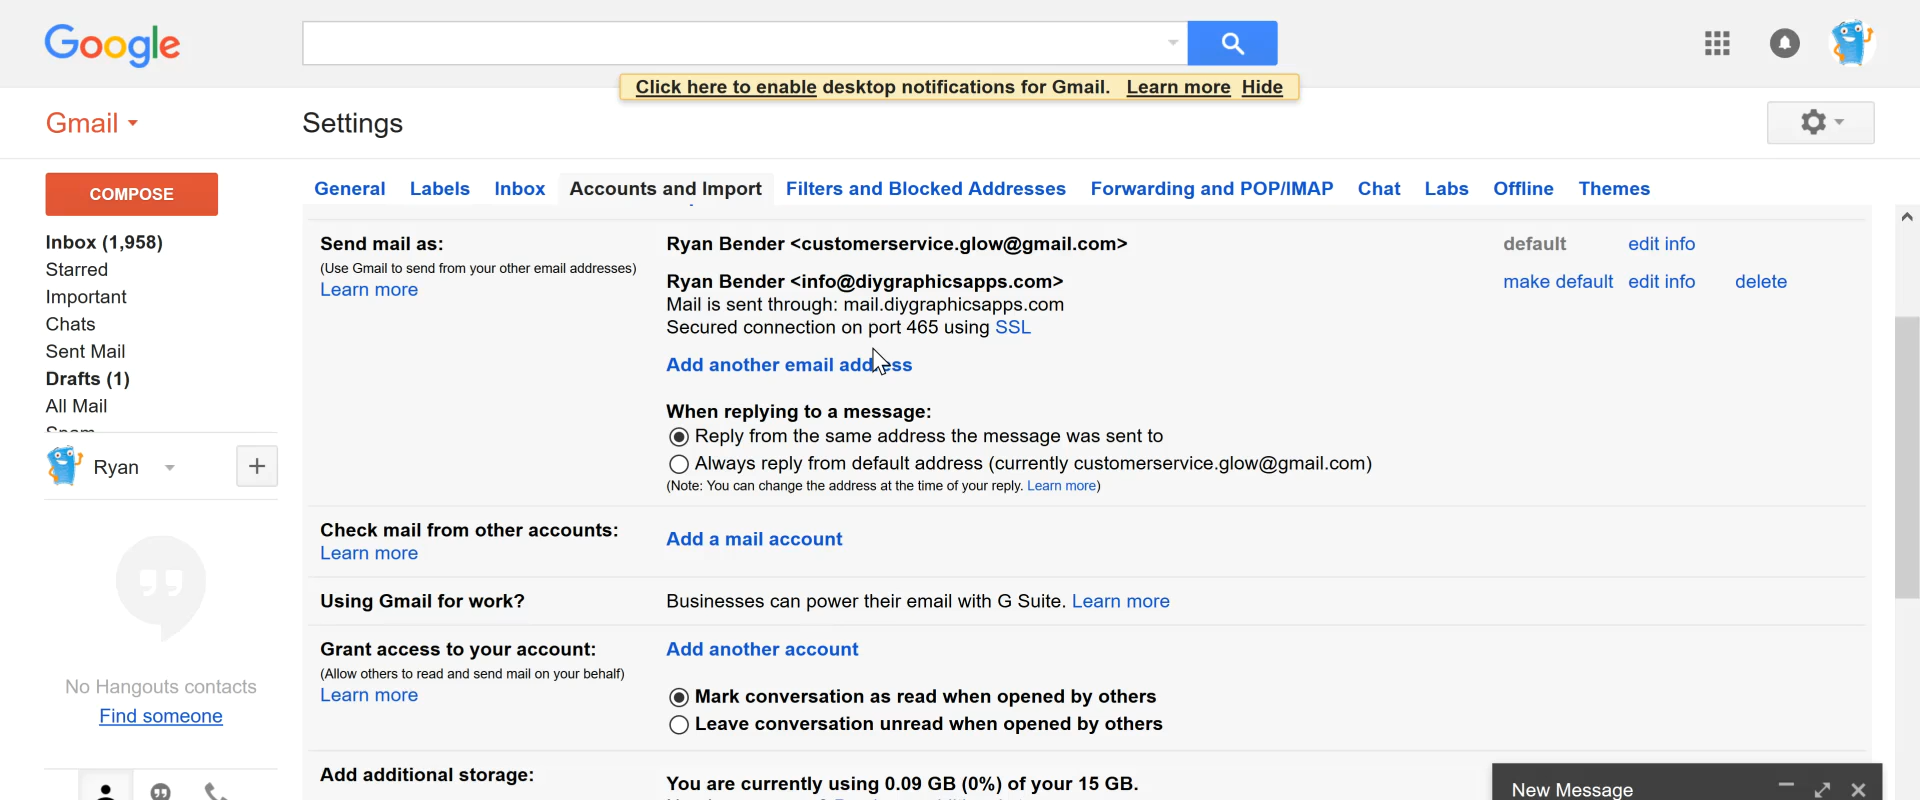 Google
Click here to enable desktop notifications for Gmail. Learn more Hide
Gmail
Settings
COMPOSE
General Labels Inbox Accounts and Import Filters and Blocked Addresses Forwarding and POP/IMAP Chat Labs Offline Themes
Inbox (1,958)
Starred
Important
Chats
Sent Mail
Drafts (1)
All Mail
Ryan
No Hangouts contacts
Find someone
Send mail as:
(Use Gmail to send from your other email addresses)
Learn more
Ryan Bender <customerservice.glow@gmail.com> default edit info
Ryan Bender <info@diygraphicsapps.com> make default edit info delete
Mail is sent through: mail.diygraphicsapps.com
Secured connection on port 465 using SSL
Add another email address
When replying to a message:
Reply from the same address the message was sent to
Always reply from default address (currently customerservice.glow@gmail.com)
(Note: You can change the address at the time of your reply. Learn more)
Check mail from other accounts:
Learn more
Add a mail account
Using Gmail for work?
Businesses can power their email with G Suite. Learn more
Grant access to your account:
(Allow others to read and send mail on your behalf)
Learn more
Add another account
Mark conversation as read when opened by others
Leave conversation unread when opened by others
Add additional storage:
You are currently using 0.09 GB (0%) of your 15 GB.
New Message